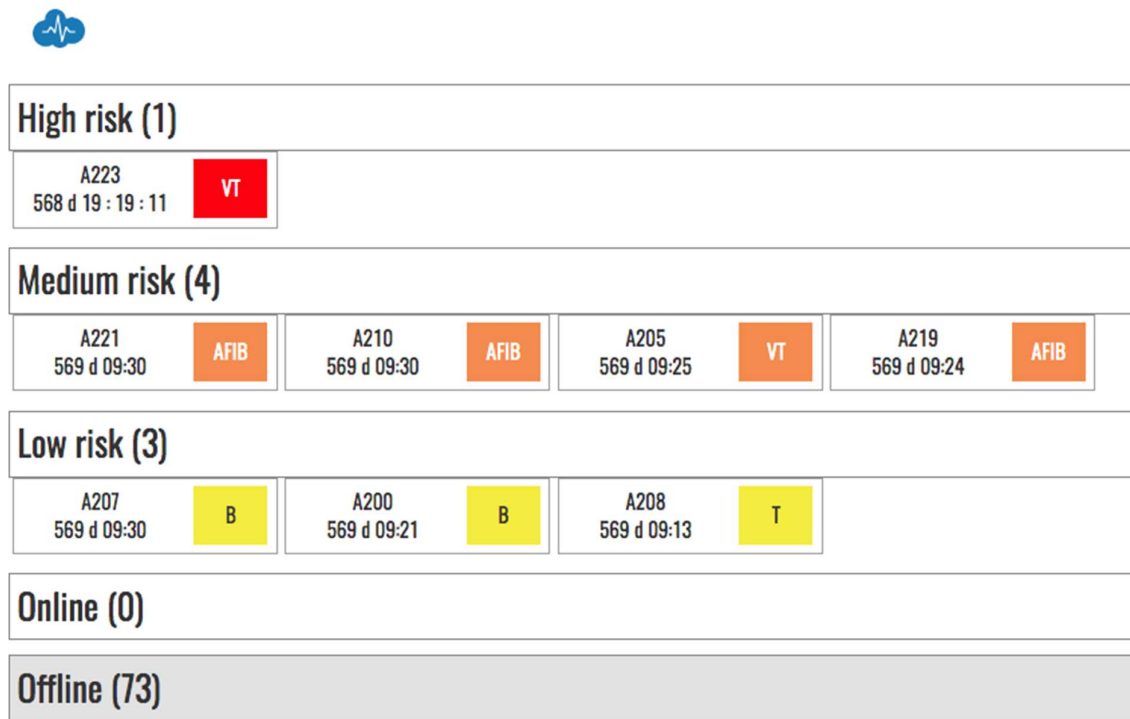 High risk (1)
A223
568 d 19 : 19 : 11
VT
Medium risk (4)
A221
569 d 09:30
AFIB
A210
569 d 09:30
AFIB
A205
569 d 09:25
VT
A219
569 d 09:24
AFIB
Low risk (3)
A207
569 d 09:30
B
A200
569 d 09:21
B
A208
569 d 09:13
T
Online (0)
Offline (73)